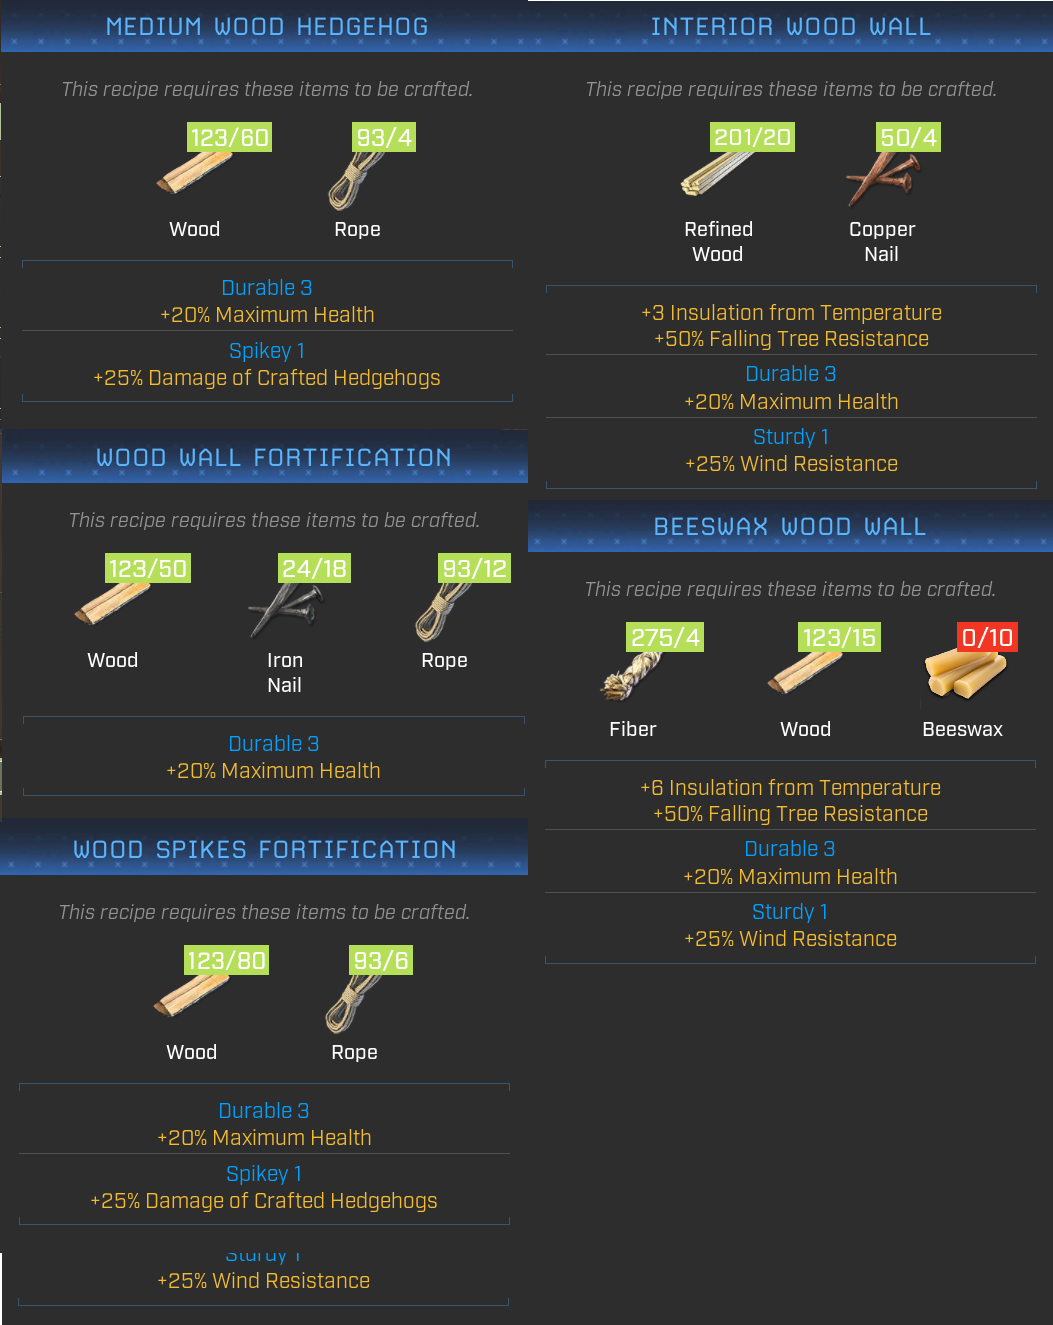 MEDIUM WOOD HEDGEHOG
This recipe requires these items to be crafted.
123/60 93/4
Wood Rope
Durable 3
+20% Maximum Health
Spikey 1
+25% Damage of Crafted Hedgehogs
WOOD WALL FORTIFICATION
This recipe requires these items to be crafted.
123/50 24/18 93/12
Wood Iron Rope
Nail
Durable 3
+20% Maximum Health
WOOD SPIKES FORTIFICATION
This recipe requires these items to be crafted.
123/80 93/6
Wood Rope
Durable 3
+20% Maximum Health
Spikey 1
+25% Damage of Crafted Hedgehogs
Sturdy 1
+25% Wind Resistance
INTERIOR WOOD WALL
This recipe requires these items to be crafted.
201/20 50/4
Refined Copper
Wood Nail
+3 Insulation from Temperature
+50% Falling Tree Resistance
Durable 3
+20% Maximum Health
Sturdy 1
+25% Wind Resistance
BEESWAX WOOD WALL
This recipe requires these items to be crafted.
275/4 123/15 0/10
Fiber Wood Beeswax
+6 Insulation from Temperature
+50% Falling Tree Resistance
Durable 3
+20% Maximum Health
Sturdy 1
+25% Wind Resistance